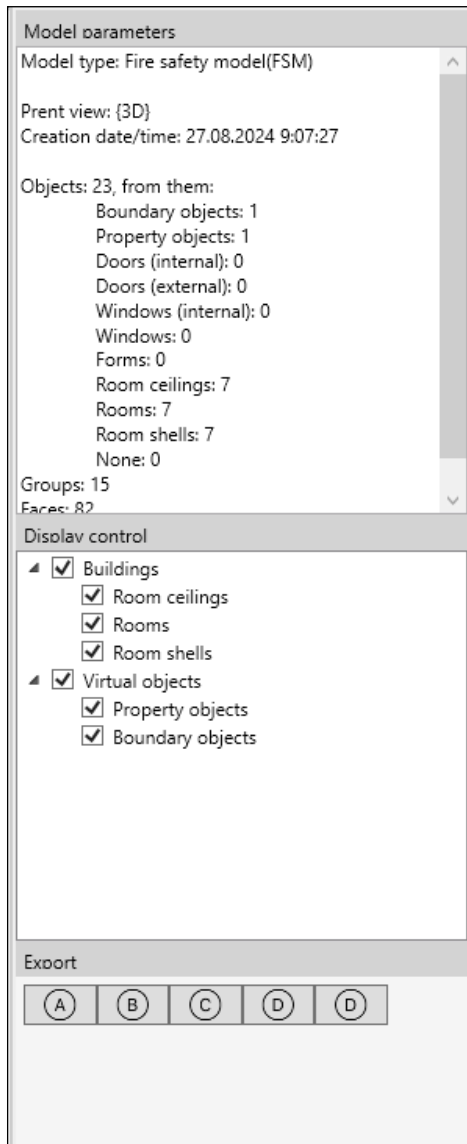 Model parameters
Model type: Fire safety model(FSM)
Prent view: {3D}
Creation date/time: 27.08.2024 9:07:27
Objects: 23, from them:
Boundary objects: 1
Property objects: 1
Doors (internal): 0
Doors (external): 0
Windows (internal): 0
Windows: 0
Forms: 0
Room ceilings: 7
Rooms: 7
Room shells: 7
None: 0
Groups: 15
Faces: 82
Display control
Buildings
Room ceilings
Rooms
Room shells
Virtual objects
Property objects
Boundary objects
Export
A B C D D